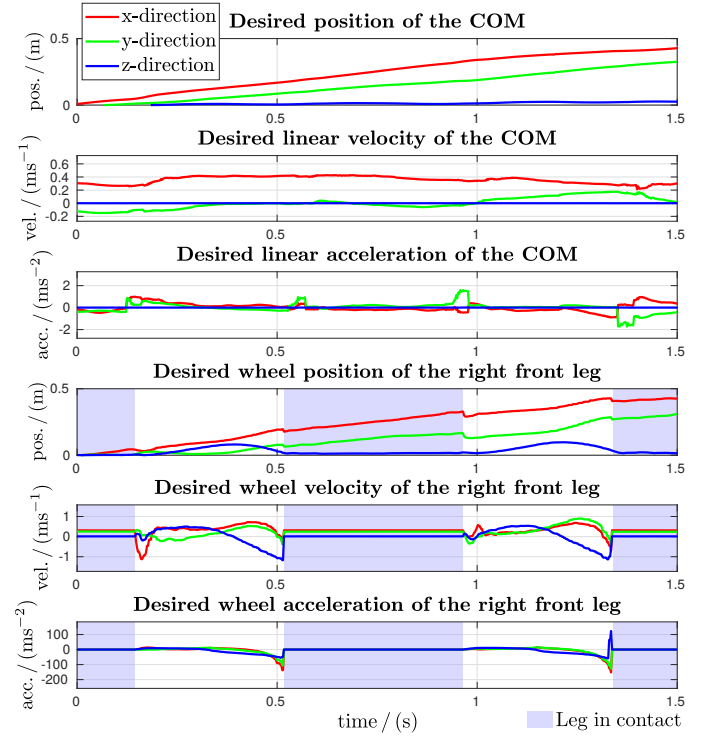 Desired position of the COM
x-direction
y-direction
z-direction
pos. / (m)
0.5
0
0 0.5 1 1.5
Desired linear velocity of the COM
vel. / (ms⁻¹)
0.6
0.4
0.2
0
-0.2
0 0.5 1 1.5
Desired linear acceleration of the COM
acc. / (ms⁻²)
2
0
-2
0 0.5 1 1.5
Desired wheel position of the right front leg
pos. / (m)
0.5
0
0 0.5 1 1.5
Desired wheel velocity of the right front leg
vel. / (ms⁻¹)
1
0
-1
0 0.5 1 1.5
Desired wheel acceleration of the right front leg
acc. / (ms⁻²)
100
0
-100
-200
0 0.5 1 1.5
time / (s)
Leg in contact